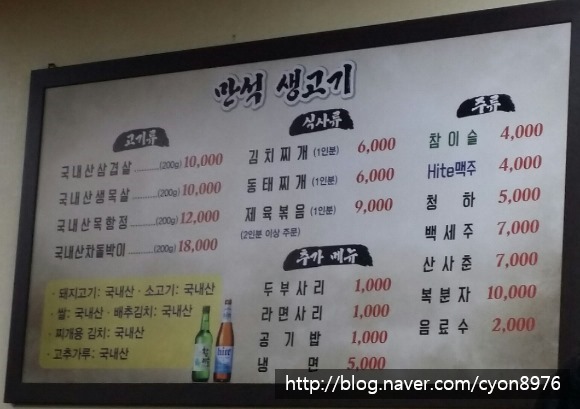 만석 생고기
고기류
국내산삼겹살..........(200g) 10,000
국내산생목살..........(200g) 10,000
국내산목항정..........(200g) 12,000
국내산차돌박이..........(200g) 18,000
· 돼지고기: 국내산 · 소고기: 국내산
· 쌀: 국내산 · 배추김치: 국내산
· 찌개용 김치: 국내산
· 고추가루: 국내산
식사류
김치찌개 (1인분) 6,000
동태찌개 (1인분) 6,000
제육볶음 (1인분) 9,000
(2인분 이상 주문)
추가 메뉴
두부사리 1,000
라면사리 1,000
공기밥 1,000
냉면 5,000
주류
참이슬 4,000
Hite맥주 4,000
청하 5,000
백세주 7,000
산사춘 7,000
복분자 10,000
음료수 2,000
hite
http://blog.naver.com/cyon8976